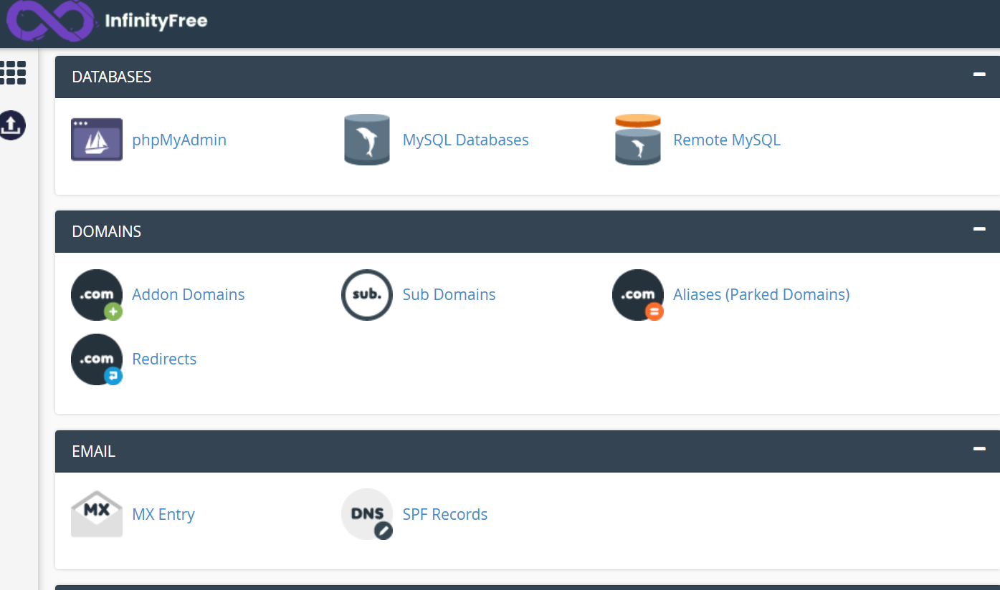 InfinityFree
DATABASES
phpMyAdmin
MySQL Databases
Remote MySQL
DOMAINS
.com
Addon Domains
sub.
Sub Domains
.com
Aliases (Parked Domains)
.com
Redirects
EMAIL
MX
MX Entry
DNS
SPF Records